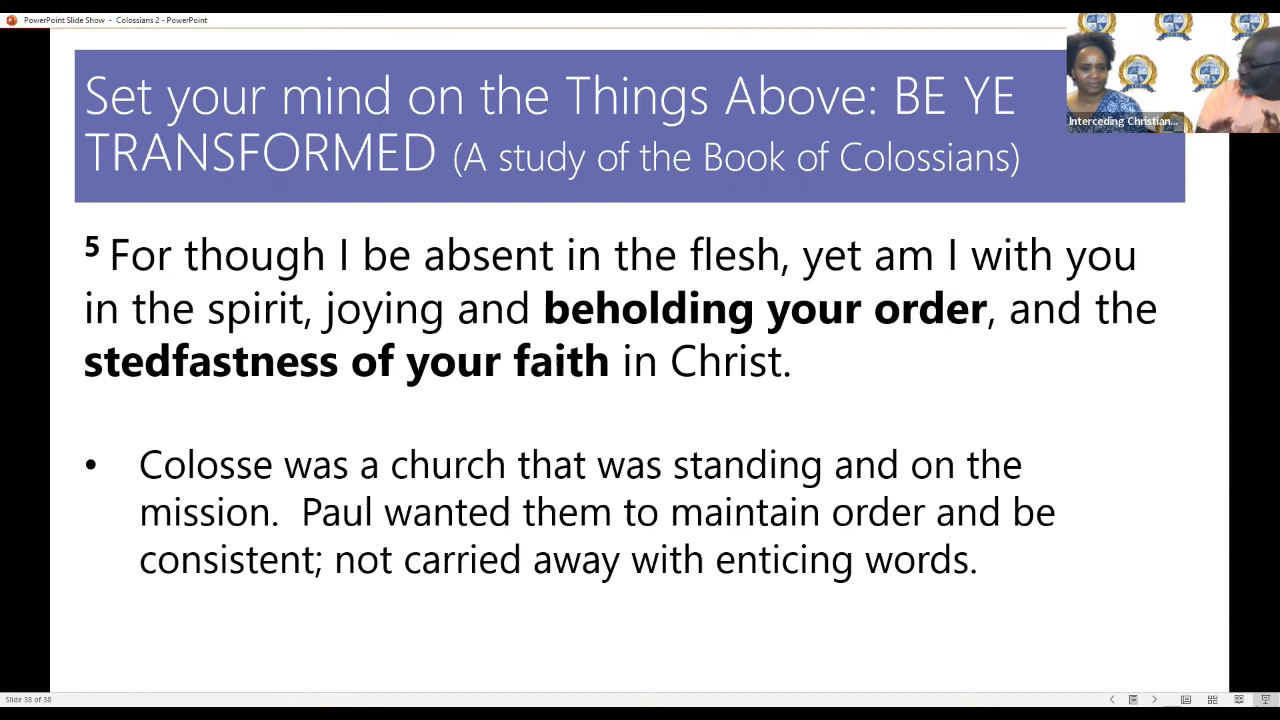 PowerPoint Slide Show - Colossians 2 - PowerPoint
Set your mind on the Things Above: BE YE
TRANSFORMED (A study of the Book of Colossians)
Interceding Christian...
5 For though I be absent in the flesh, yet am I with you
in the spirit, joying and beholding your order, and the
stedfastness of your faith in Christ.
• Colosse was a church that was standing and on the
mission.  Paul wanted them to maintain order and be
consistent; not carried away with enticing words.
Slide 38 of 38